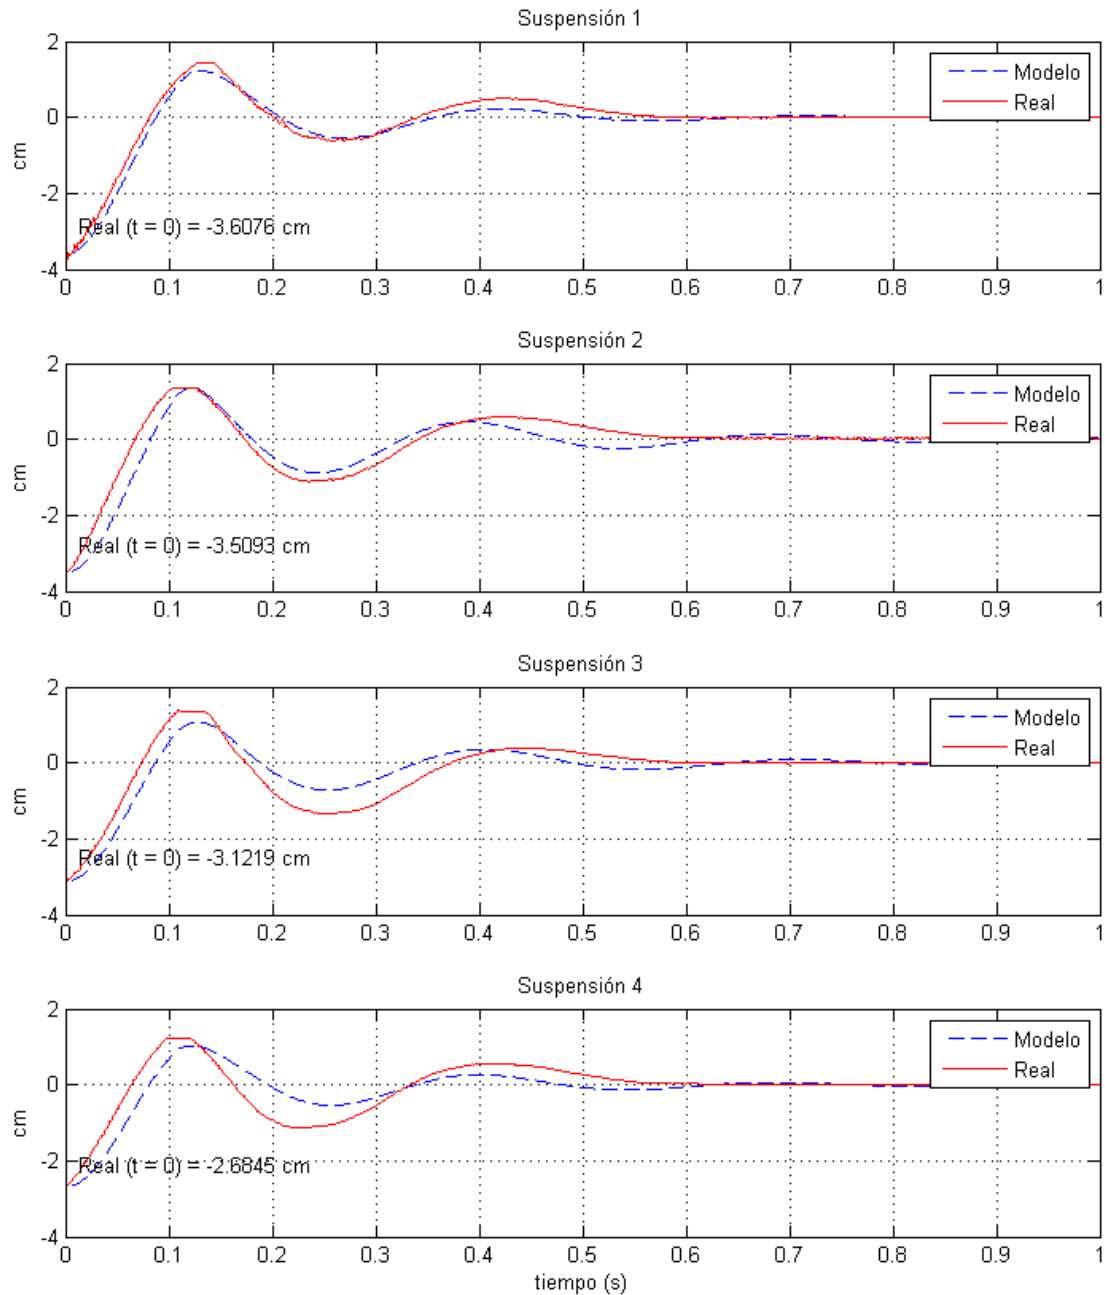 Suspensión 1
2
0
-2
-4
cm
Modelo
Real
Real (t = 0) = -3.6076 cm
0 0.1 0.2 0.3 0.4 0.5 0.6 0.7 0.8 0.9 1
Suspensión 2
2
0
-2
-4
cm
Modelo
Real
Real (t = 0) = -3.5093 cm
0 0.1 0.2 0.3 0.4 0.5 0.6 0.7 0.8 0.9 1
Suspensión 3
2
0
-2
-4
cm
Modelo
Real
Real (t = 0) = -3.1219 cm
0 0.1 0.2 0.3 0.4 0.5 0.6 0.7 0.8 0.9 1
Suspensión 4
2
0
-2
-4
cm
Modelo
Real
Real (t = 0) = -2.6845 cm
0 0.1 0.2 0.3 0.4 0.5 0.6 0.7 0.8 0.9 1
tiempo (s)